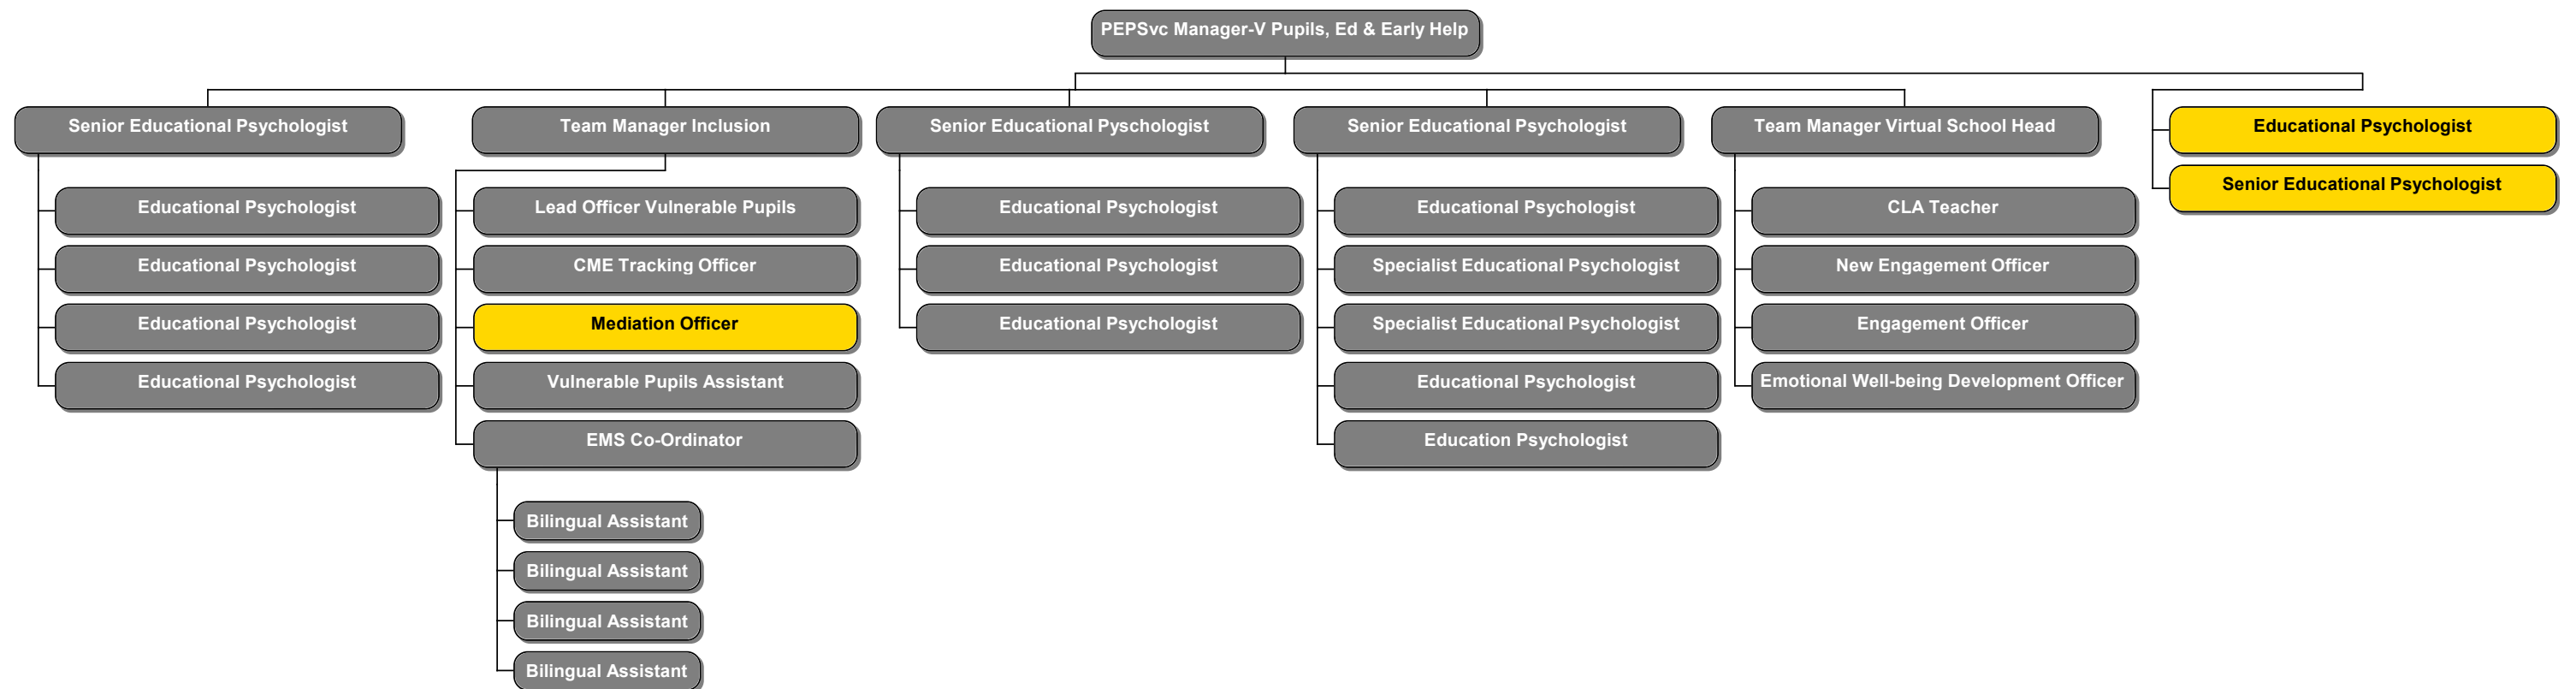 PEPSvc Manager-V Pupils, Ed & Early Help
Senior Educational Psychologist
Educational Psychologist
Educational Psychologist
Educational Psychologist
Educational Psychologist
Team Manager Inclusion
Lead Officer Vulnerable Pupils
CME Tracking Officer
Mediation Officer
Vulnerable Pupils Assistant
EMS Co-Ordinator
Bilingual Assistant
Bilingual Assistant
Bilingual Assistant
Bilingual Assistant
Senior Educational Pyschologist
Educational Psychologist
Educational Psychologist
Educational Psychologist
Senior Educational Psychologist
Educational Psychologist
Specialist Educational Psychologist
Specialist Educational Psychologist
Educational Psychologist
Education Psychologist
Team Manager Virtual School Head
CLA Teacher
New Engagement Officer
Engagement Officer
Emotional Well-being Development Officer
Educational Psychologist
Senior Educational Psychologist